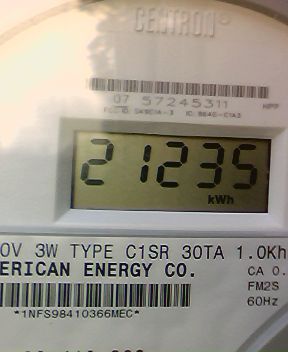 CENTRON®
07 57245311
21235
kWh
0V 3W TYPE C1SR 30TA 1.0Kh
ERICAN ENERGY CO.
CA 0.
FM2S
60Hz
*1NFS98410366MEC*